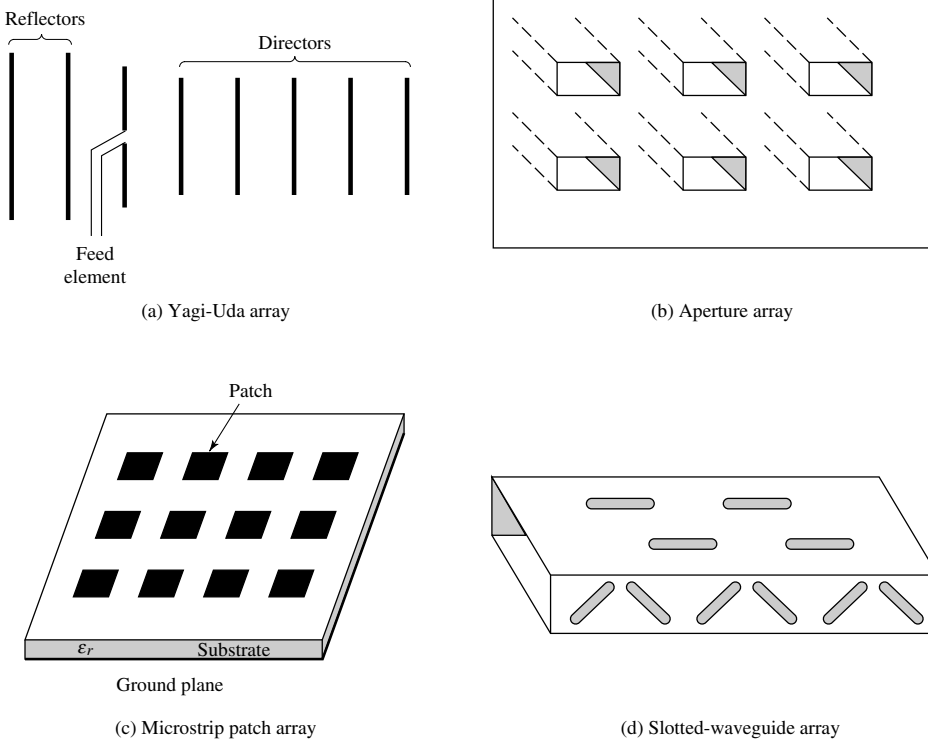 Reflectors
Directors
Feed
element
(a) Yagi-Uda array
(b) Aperture array
Patch
εr
Substrate
Ground plane
(c) Microstrip patch array
(d) Slotted-waveguide array